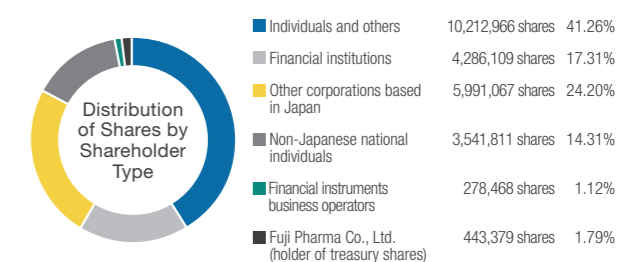 Distribution
of Shares by
Shareholder
Type
Individuals and others 10,212,966 shares 41.26%
Financial institutions 4,286,109 shares 17.31%
Other corporations based 5,991,067 shares 24.20%
in Japan
Non-Japanese national 3,541,811 shares 14.31%
individuals
Financial instruments 278,468 shares 1.12%
business operators
Fuji Pharma Co., Ltd. 443,379 shares 1.79%
(holder of treasury shares)